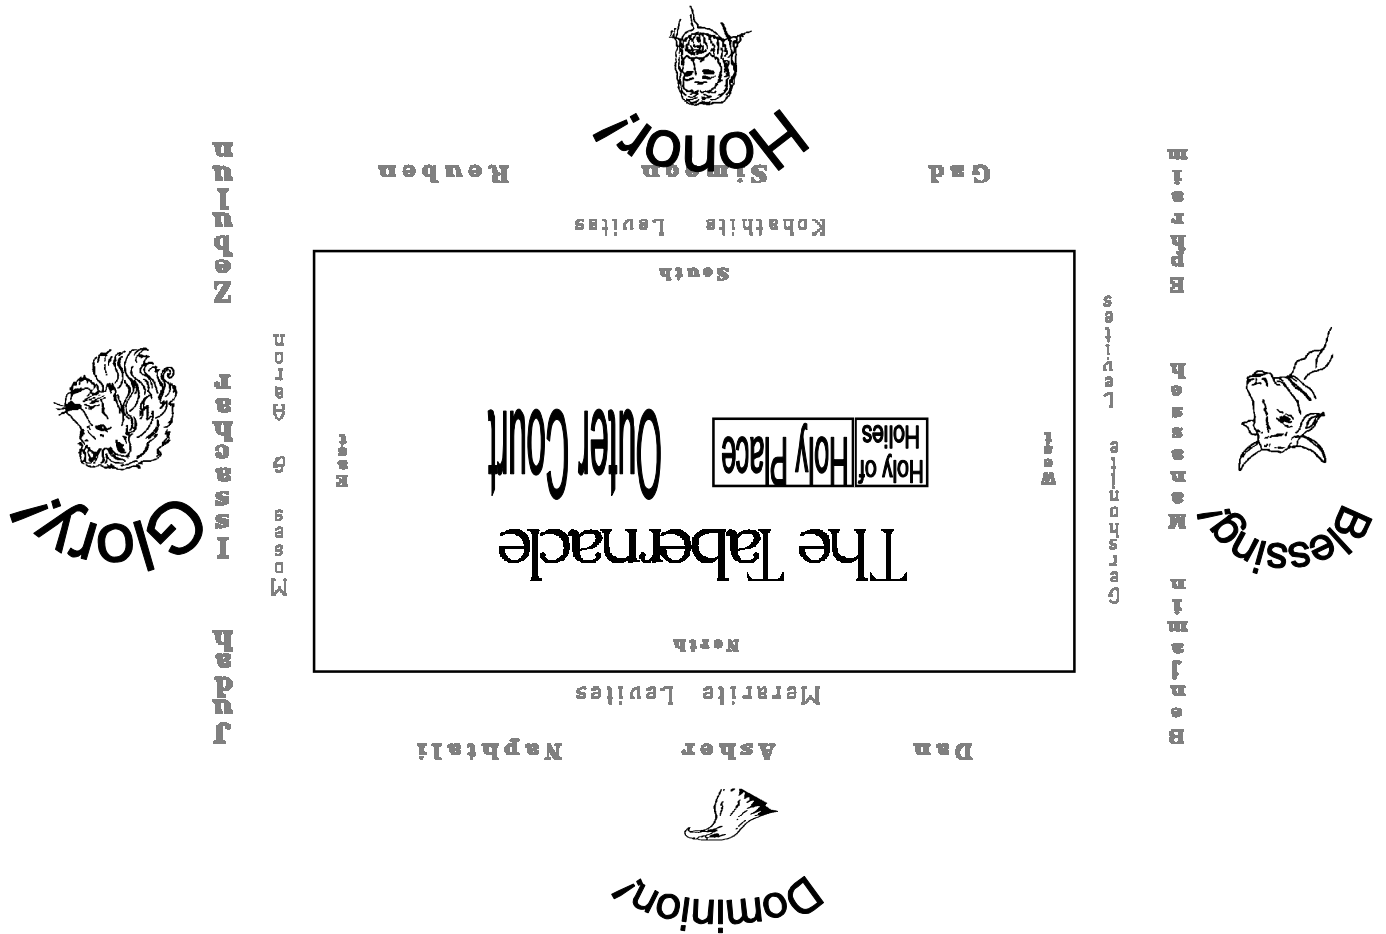 Dominion!
Dan Asher Naphtali
Merarite Levites
North
Benjamin
Manasseh
Ephraim
Blessing!
Gershonite Levites
West
The Tabernacle
Holy of
Holies
Holy Place
Outer Court
East
Moses & Aaron
Judah
Issachar
Zebulun
Glory!
South
Kohathite Levites
Gad Simeon Reuben
Honor!